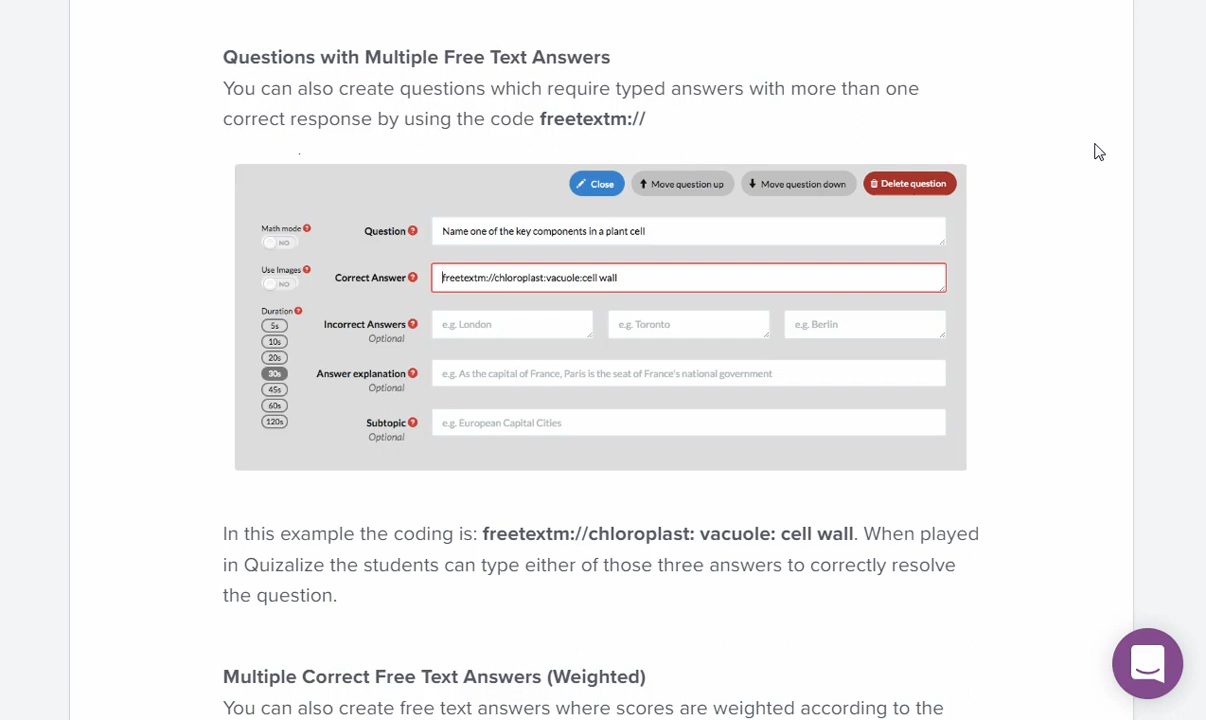 Questions with Multiple Free Text Answers
You can also create questions which require typed answers with more than one
correct response by using the code freetextm://
Close Move question up Move question down Delete question
Math mode ?
NO
Question ? Name one of the key components in a plant cell
Use Images ?
NO
Correct Answer ? freetextm://chloroplast:vacuole:cell wall
Duration ?
5s
10s
20s
30s
45s
60s
120s
Incorrect Answers ? e.g. London e.g. Toronto e.g. Berlin
Optional
Answer explanation ? e.g. As the capital of France, Paris is the seat of France's national government
Optional
Subtopic ? e.g. European Capital Cities
Optional
In this example the coding is: freetextm://chloroplast: vacuole: cell wall. When played
in Quizalize the students can type either of those three answers to correctly resolve
the question.
Multiple Correct Free Text Answers (Weighted)
You can also create free text answers where scores are weighted according to the